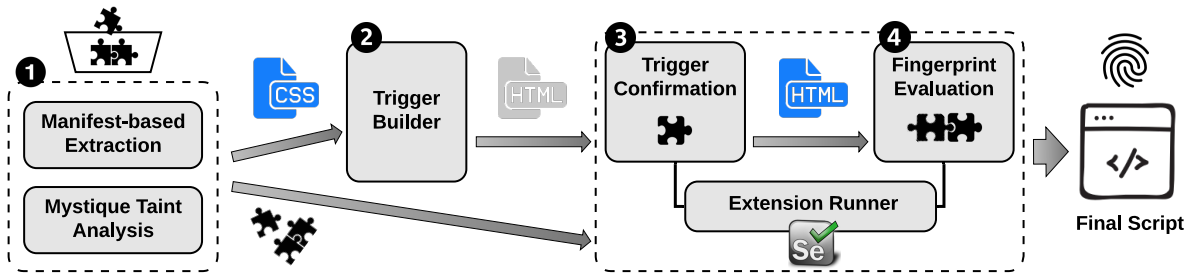 1
Manifest-based
Extraction
Mystique Taint
Analysis
CSS
2
Trigger
Builder
HTML
3
Trigger
Confirmation
HTML
4
Fingerprint
Evaluation
Extension Runner
Se
</>
Final Script